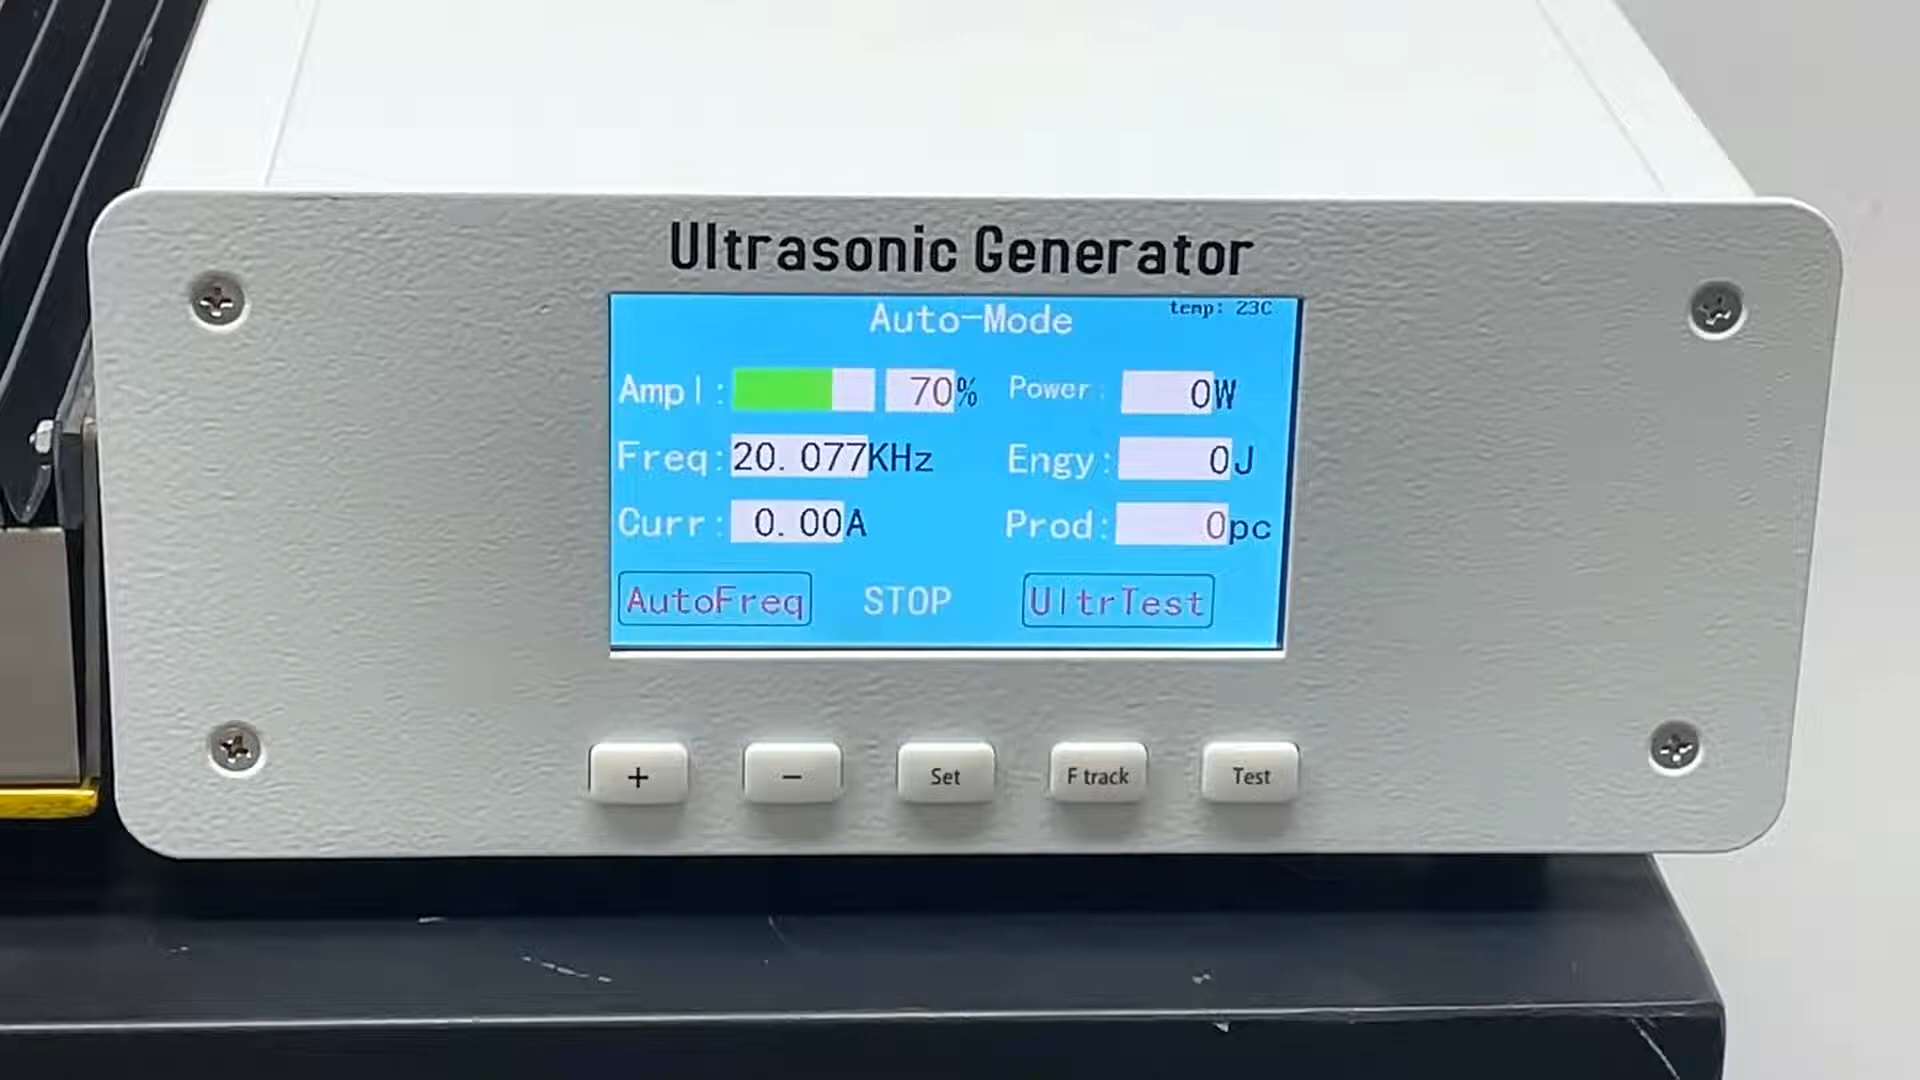 Ultrasonic Generator
Auto-Mode
temp: 23C
Ampl: 70% Power: 0W
Freq: 20.077KHz Engy: 0J
Curr: 0.00A Prod: 0pc
AutoFreq STOP UltrTest
+ − Set F track Test